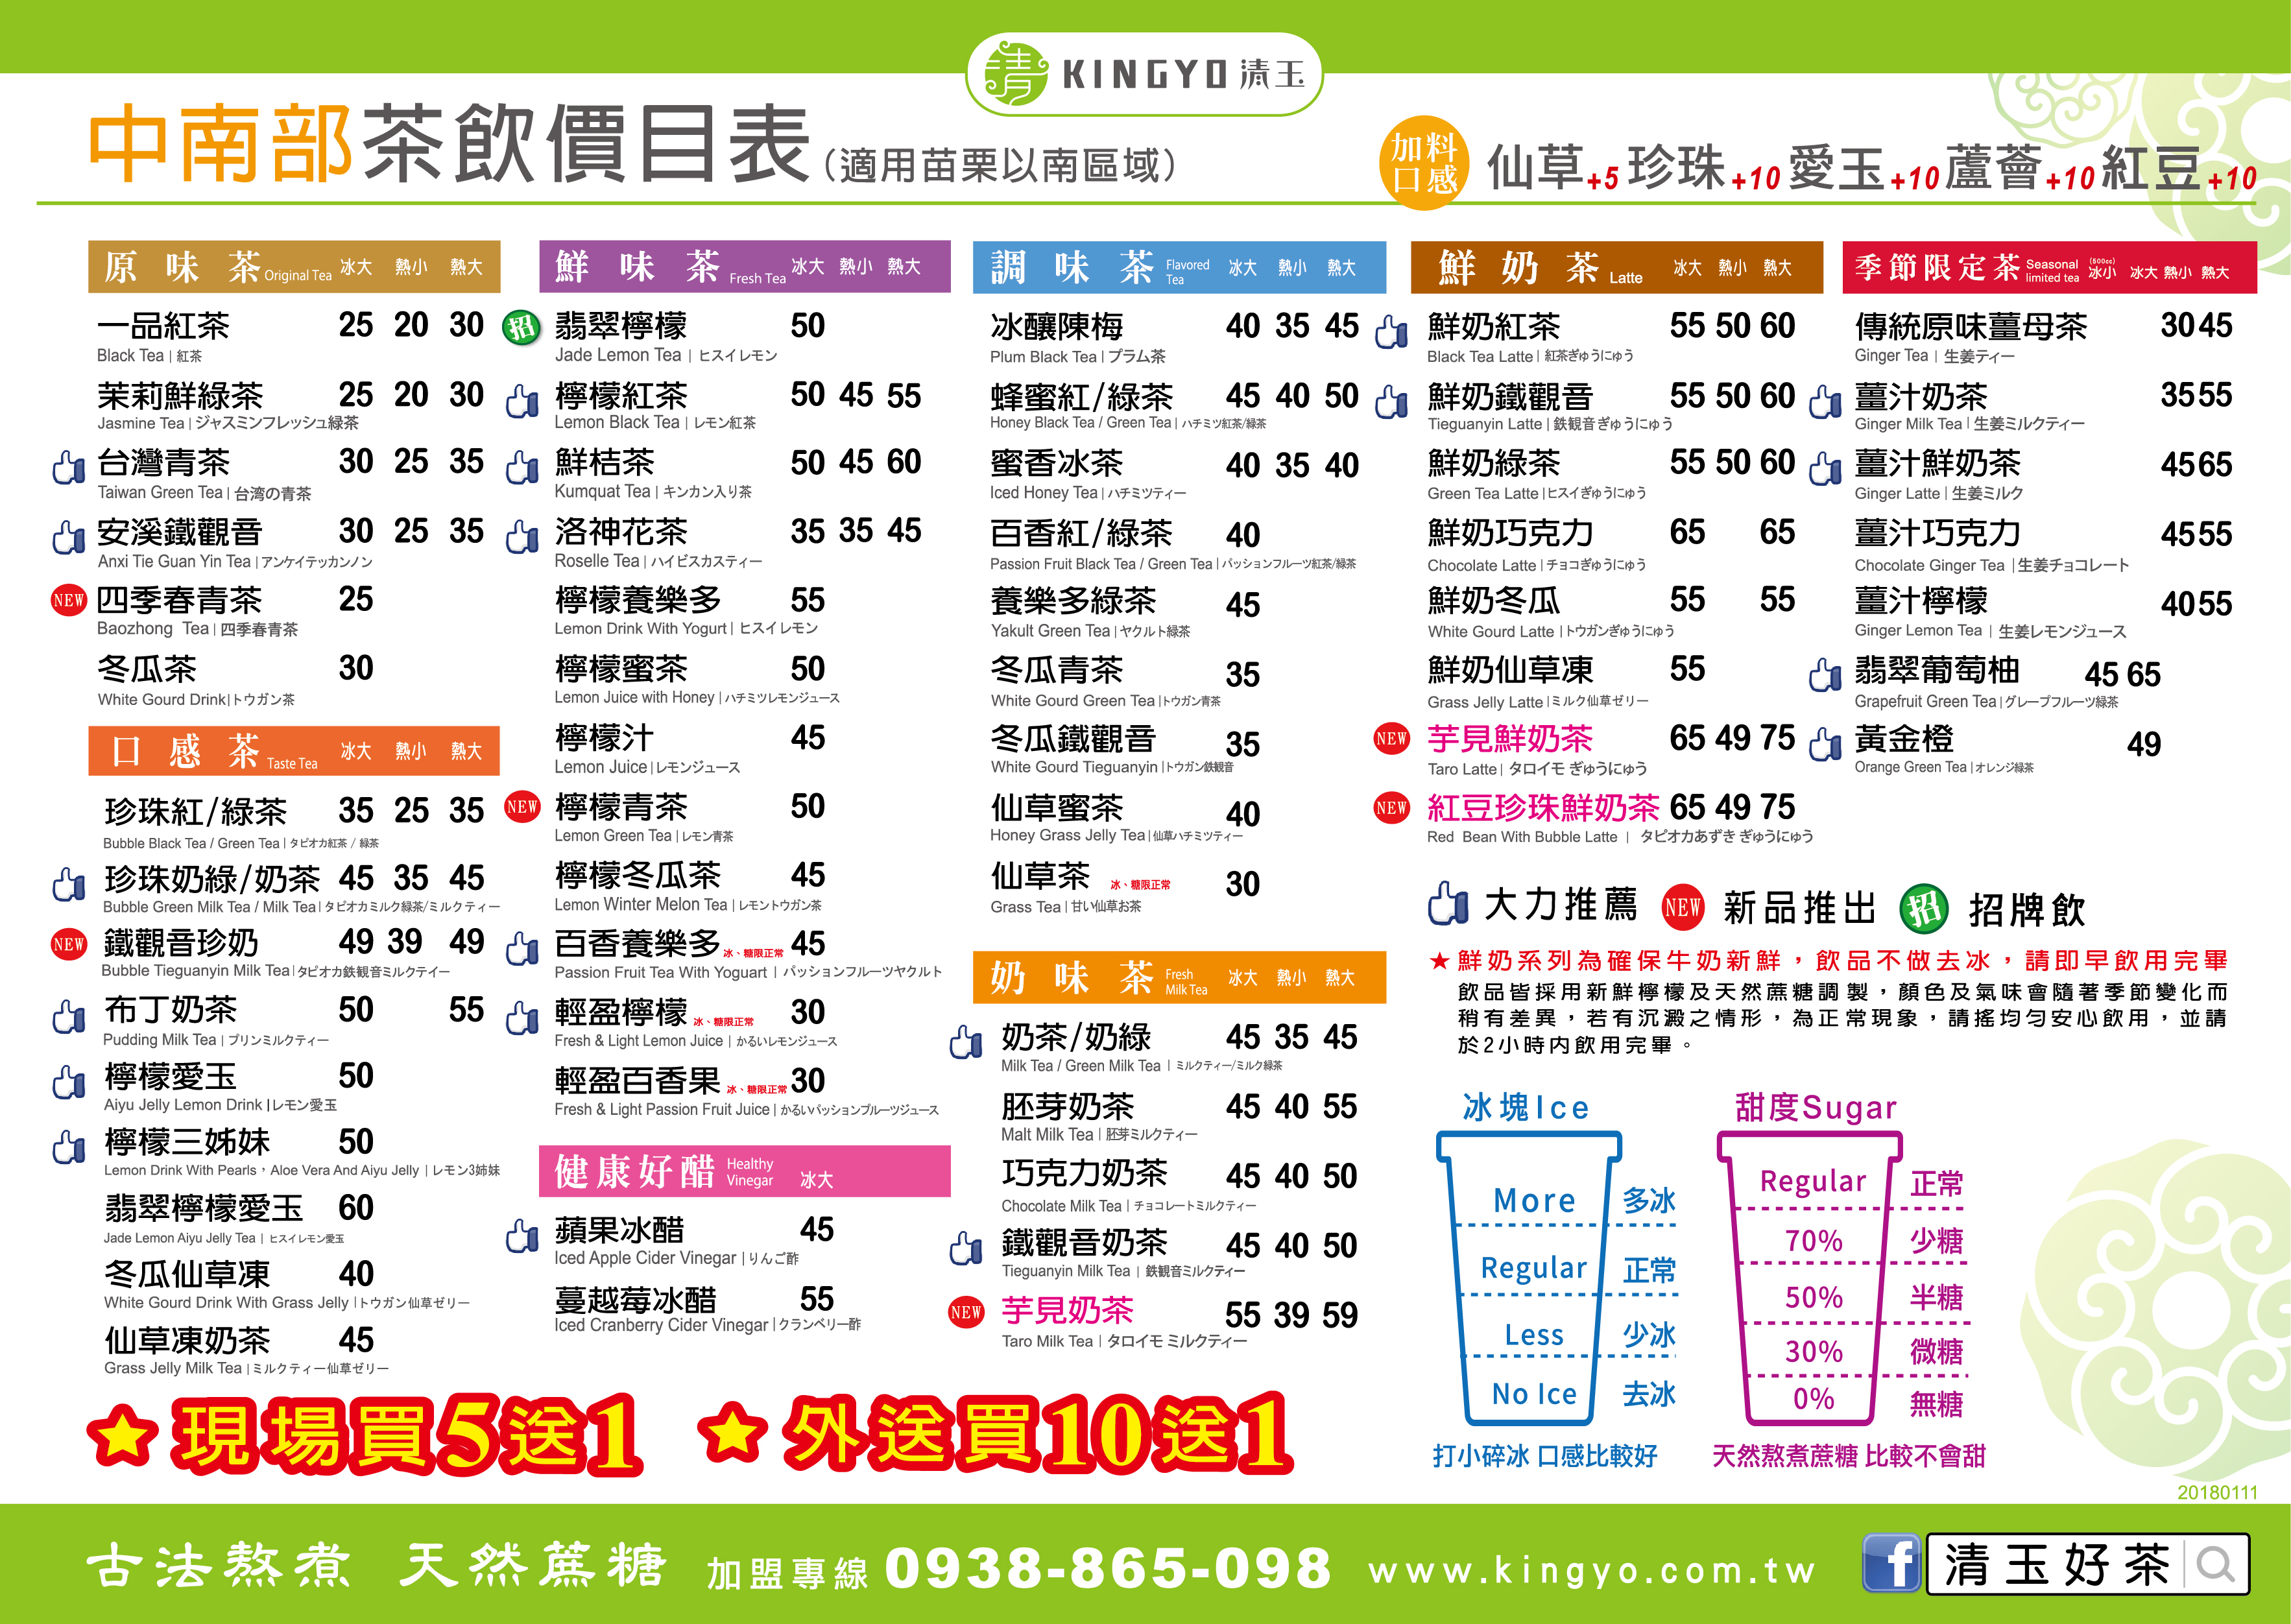 KINGYO 清玉
中南部茶飲價目表(適用苗栗以南區域)
加料口感 仙草+5 珍珠+10 愛玉+10 蘆薈+10 紅豆+10
原味茶 Original Tea 冰大 熱小 熱大
一品紅茶 25 20 30
Black Tea | 紅茶
茉莉鮮綠茶 25 20 30
Jasmine Tea | ジャスミンフレッシュ緑茶
台灣青茶 30 25 35
Taiwan Green Tea | 台湾の青茶
安溪鐵觀音 30 25 35
Anxi Tie Guan Yin Tea | アンケイテッカンノン
NEW 四季春青茶 25
Baozhong Tea | 四季春青茶
冬瓜茶 30
White Gourd Drink | トウガン茶
口感茶 Taste Tea 冰大 熱小 熱大
珍珠紅/綠茶 35 25 35
Bubble Black Tea / Green Tea | タピオカ紅茶 / 緑茶
珍珠奶綠/奶茶 45 35 45
Bubble Green Milk Tea / Milk Tea | タピオカミルク緑茶/ミルクティー
NEW 鐵觀音珍奶 49 39 49
Bubble Tieguanyin Milk Tea | タピオカ鉄観音ミルクテイー
布丁奶茶 50 55
Pudding Milk Tea | プリンミルクティー
檸檬愛玉 50
Aiyu Jelly Lemon Drink | レモン愛玉
檸檬三姊妹 50
Lemon Drink With Pearls，Aloe Vera And Aiyu Jelly | レモン3姉妹
翡翠檸檬愛玉 60
Jade Lemon Aiyu Jelly Tea | ヒスイレモン愛玉
冬瓜仙草凍 40
White Gourd Drink With Grass Jelly | トウガン仙草ゼリー
仙草凍奶茶 45
Grass Jelly Milk Tea | ミルクティー仙草ゼリー
鮮味茶 Fresh Tea 冰大 熱小 熱大
招 翡翠檸檬 50
Jade Lemon Tea | ヒスイレモン
檸檬紅茶 50 45 55
Lemon Black Tea | レモン紅茶
鮮桔茶 50 45 60
Kumquat Tea | キンカン入り茶
洛神花茶 35 35 45
Roselle Tea | ハイビスカスティー
檸檬養樂多 55
Lemon Drink With Yogurt | ヒスイレモン
檸檬蜜茶 50
Lemon Juice with Honey | ハチミツレモンジュース
檸檬汁 45
Lemon Juice | レモンジュース
NEW 檸檬青茶 50
Lemon Green Tea | レモン青茶
檸檬冬瓜茶 45
Lemon Winter Melon Tea | レモントウガン茶
百香養樂多 冰、糖限正常 45
Passion Fruit Tea With Yoguart | パッションフルーツヤクルト
輕盈檸檬 冰、糖限正常 30
Fresh & Light Lemon Juice | かるいレモンジュース
輕盈百香果 冰、糖限正常 30
Fresh & Light Passion Fruit Juice | かるいパッションプルーツジュース
健康好醋 Healthy Vinegar 冰大
蘋果冰醋 45
Iced Apple Cider Vinegar | りんご酢
蔓越莓冰醋 55
Iced Cranberry Cider Vinegar | クランベリー酢
調味茶 Flavored Tea 冰大 熱小 熱大
冰釀陳梅 40 35 45
Plum Black Tea | プラム茶
蜂蜜紅/綠茶 45 40 50
Honey Black Tea / Green Tea | ハチミツ紅茶/緑茶
蜜香冰茶 40 35 40
Iced Honey Tea | ハチミツティー
百香紅/綠茶 40
Passion Fruit Black Tea / Green Tea | パッションフルーツ紅茶/緑茶
養樂多綠茶 45
Yakult Green Tea | ヤクルト緑茶
冬瓜青茶 35
White Gourd Green Tea | トウガン青茶
冬瓜鐵觀音 35
White Gourd Tieguanyin | トウガン鉄観音
仙草蜜茶 40
Honey Grass Jelly Tea | 仙草ハチミツティー
仙草茶 冰、糖限正常 30
Grass Tea | 甘い仙草お茶
奶味茶 Fresh Milk Tea 冰大 熱小 熱大
奶茶/奶綠 45 35 45
Milk Tea / Green Milk Tea | ミルクティー/ミルク緑茶
胚芽奶茶 45 40 55
Malt Milk Tea | 胚芽ミルクティー
巧克力奶茶 45 40 50
Chocolate Milk Tea | チョコレートミルクティー
鐵觀音奶茶 45 40 50
Tieguanyin Milk Tea | 鉄観音ミルクティー
NEW 芋見奶茶 55 39 59
Taro Milk Tea | タロイモ ミルクティー
鮮奶茶 Latte 冰大 熱小 熱大
鮮奶紅茶 55 50 60
Black Tea Latte | 紅茶ぎゅうにゅう
鮮奶鐵觀音 55 50 60
Tieguanyin Latte | 鉄観音ぎゅうにゅう
鮮奶綠茶 55 50 60
Green Tea Latte | ヒスイぎゅうにゅう
鮮奶巧克力 65 65
Chocolate Latte | チョコぎゅうにゅう
鮮奶冬瓜 55 55
White Gourd Latte | トウガンぎゅうにゅう
鮮奶仙草凍 55
Grass Jelly Latte | ミルク仙草ゼリー
NEW 芋見鮮奶茶 65 49 75
Taro Latte | タロイモ ぎゅうにゅう
NEW 紅豆珍珠鮮奶茶 65 49 75
Red Bean With Bubble Latte | タピオカあずき ぎゅうにゅう
季節限定茶 Seasonal limited tea (500cc) 冰小 冰大 熱小 熱大
傳統原味薑母茶 30 45
Ginger Tea | 生姜ティー
薑汁奶茶 35 55
Ginger Milk Tea | 生姜ミルクティー
薑汁鮮奶茶 45 65
Ginger Latte | 生姜ミルク
薑汁巧克力 45 55
Chocolate Ginger Tea | 生姜チョコレート
薑汁檸檬 40 55
Ginger Lemon Tea | 生姜レモンジュース
翡翠葡萄柚 45 65
Grapefruit Green Tea | グレープフルーツ緑茶
黃金橙 49
Orange Green Tea | オレンジ緑茶
大力推薦 NEW 新品推出 招 招牌飲
★鮮奶系列為確保牛奶新鮮，飲品不做去冰，請即早飲用完畢
飲品皆採用新鮮檸檬及天然蔗糖調製，顏色及氣味會隨著季節變化而
稍有差異，若有沉澱之情形，為正常現象，請搖均勻安心飲用，並請
於2小時內飲用完畢。
冰塊Ice
More 多冰
Regular 正常
Less 少冰
No Ice 去冰
打小碎冰 口感比較好
甜度Sugar
Regular 正常
70% 少糖
50% 半糖
30% 微糖
0% 無糖
天然熬煮蔗糖 比較不會甜
★現場買5送1 ★外送買10送1
20180111
古法熬煮 天然蔗糖 加盟專線 0938-865-098 www.kingyo.com.tw f 清玉好茶